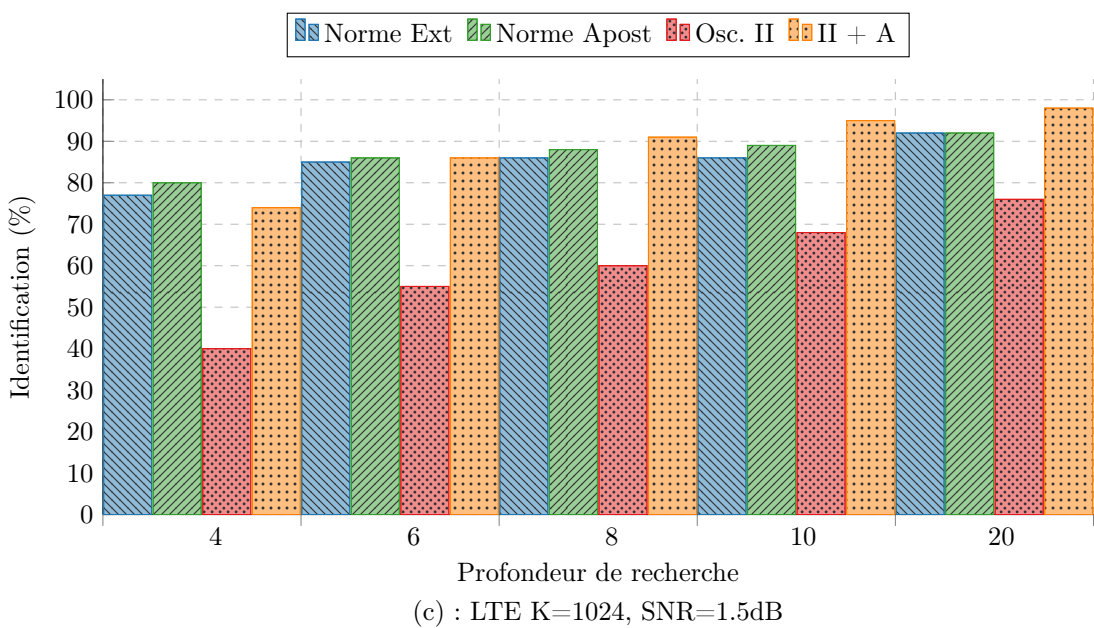 Norme Ext Norme Apost Osc. II II + A
100
90
80
70
60
50
40
30
20
10
0
Identification (%)
4 6 8 10 20
Profondeur de recherche
(c) : LTE K=1024, SNR=1.5dB